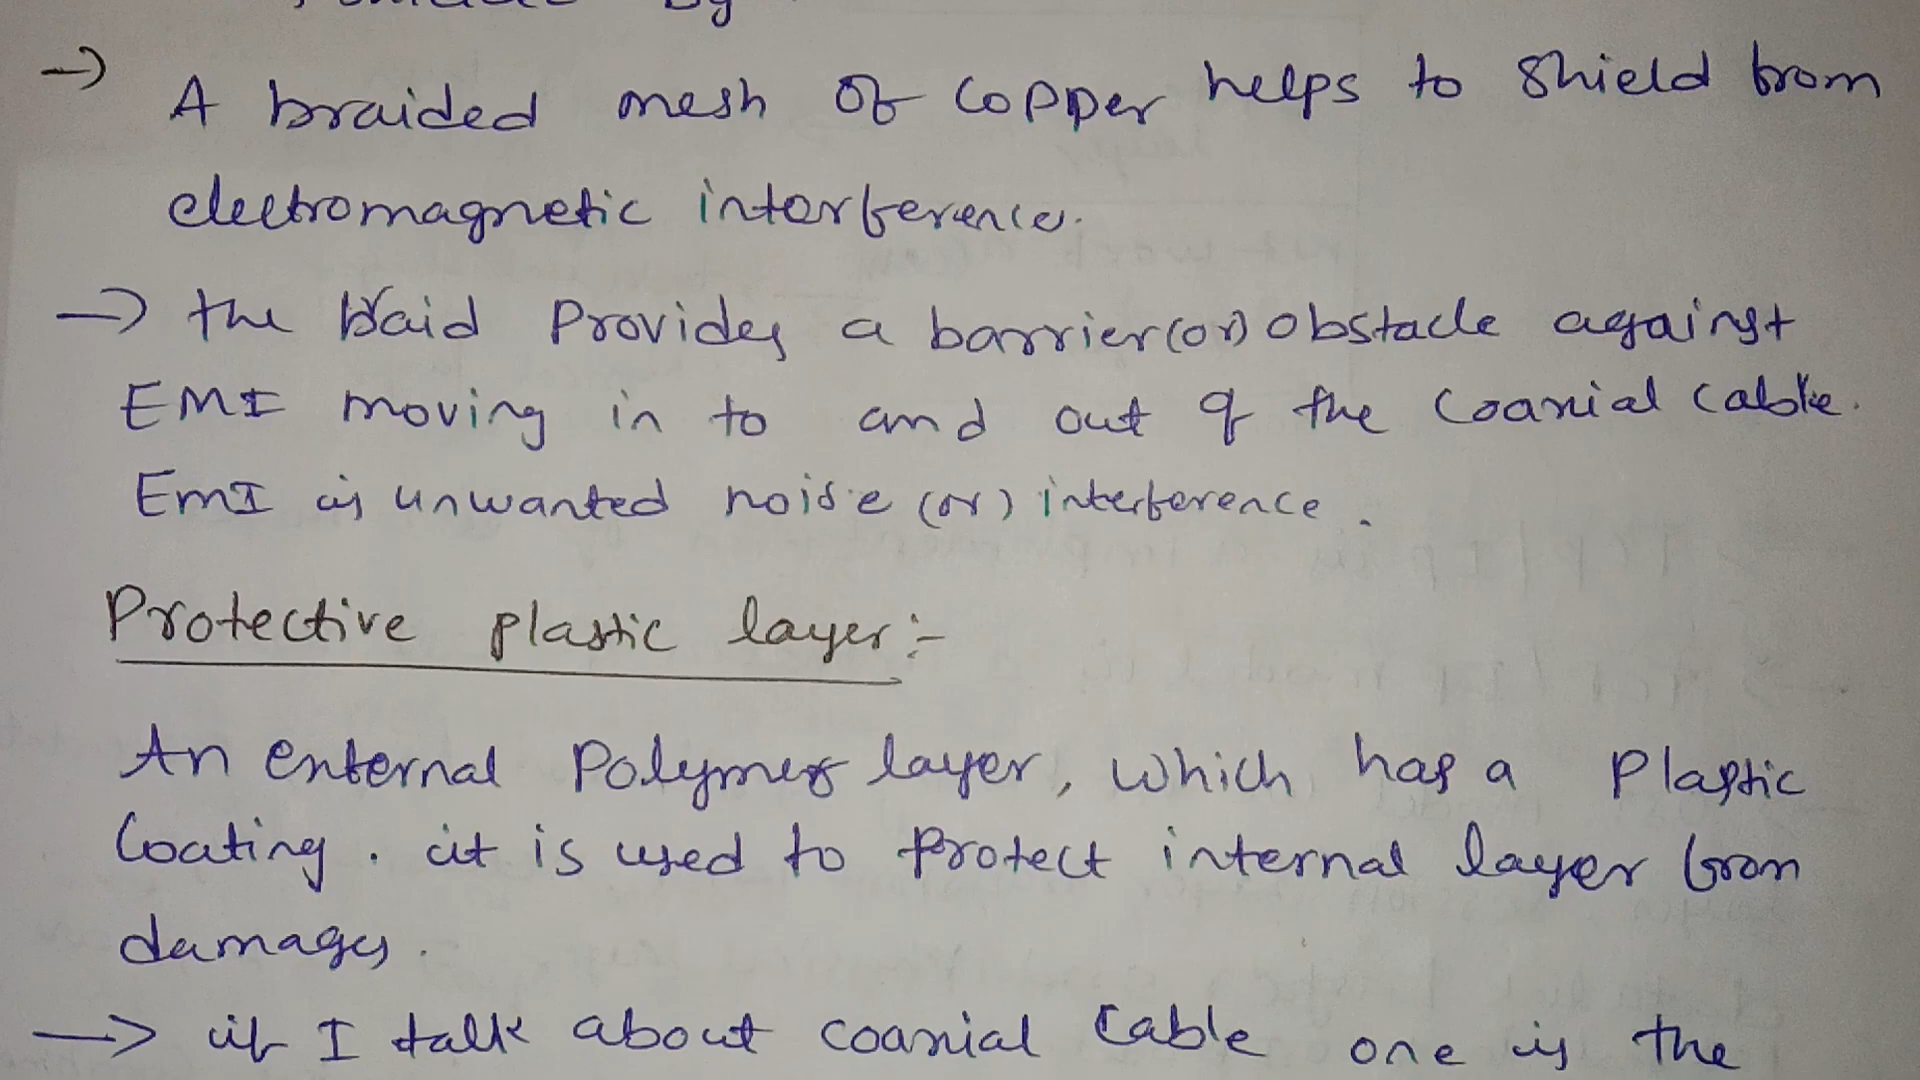 by
→ A braided mesh of copper helps to shield from
electromagnetic interference.
→ the braid provides a barrier (or) obstacle against
EMI moving in to and out of the coaxial cable.
EmI is unwanted noise (or) interference.
Protective plastic layer:-
An external polymer layer, which has a plastic
coating. it is used to protect internal layer from
damages.
→ if I talk about coaxial cable one is the